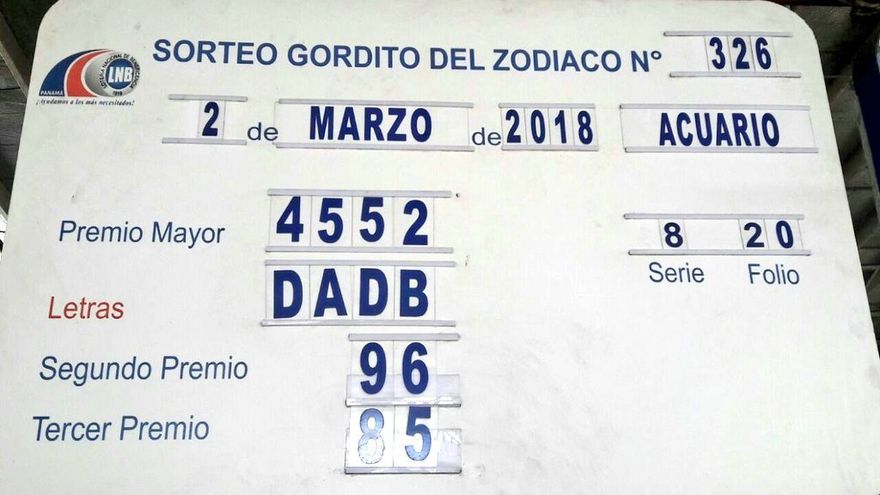 SORTEO GORDITO DEL ZODIACO Nº 326
LNB
PANAMÁ
¡Ayudamos a los más necesitados!
2 de MARZO de 2018 ACUARIO
Premio Mayor 4552 8 20
Serie Folio
Letras DADB
Segundo Premio 96
Tercer Premio 85